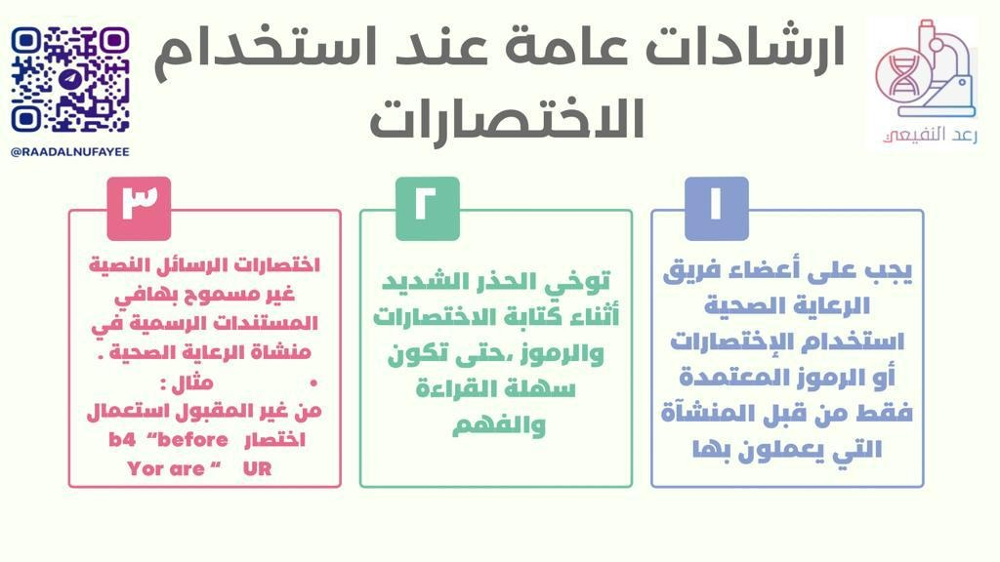 ارشادات عامة عند استخدام
الاختصارات
@RAADALNUFAYEE
رعد النفيعي
١
يجب على أعضاء فريق
الرعاية الصحية
استخدام الإختصارات
أو الرموز المعتمدة
فقط من قبل المنشآة
التي يعملون بها
٢
توخي الحذر الشديد
أثناء كتابة الاختصارات
والرموز ،حتى تكون
سهلة القراءة
والفهم
٣
اختصارات الرسائل النصية
غير مسموح بهافي
المستندات الرسمية في
منشاة الرعاية الصحية .
• مثال :
من غير المقبول استعمال
اختصار b4 “before
Yor are “ UR